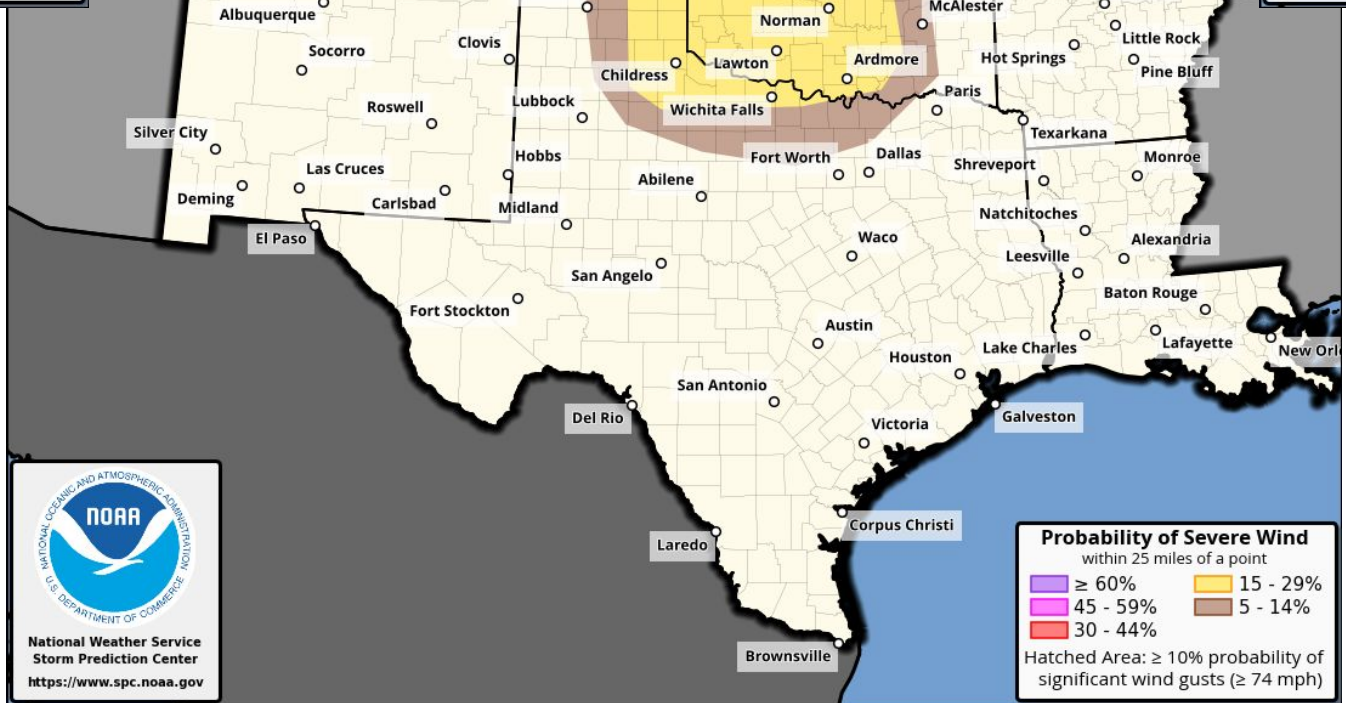 Albuquerque
Norman
McAlester
Socorro
Clovis
Little Rock
Childress
Lawton
Ardmore
Hot Springs
Pine Bluff
Roswell
Lubbock
Wichita Falls
Paris
Silver City
Texarkana
Hobbs
Fort Worth
Dallas
Shreveport
Monroe
Las Cruces
Abilene
Deming
Carlsbad
Midland
Natchitoches
El Paso
Waco
Alexandria
San Angelo
Leesville
Fort Stockton
Baton Rouge
Austin
Houston
Lake Charles
Lafayette
New Orl
San Antonio
Del Rio
Victoria
Galveston
Corpus Christi
Laredo
Brownsville
NATIONAL OCEANIC AND ATMOSPHERIC ADMINISTRATION
NOAA
U.S. DEPARTMENT OF COMMERCE
National Weather Service
Storm Prediction Center
https://www.spc.noaa.gov
Probability of Severe Wind
within 25 miles of a point
≥ 60%
15 - 29%
45 - 59%
5 - 14%
30 - 44%
Hatched Area: ≥ 10% probability of
significant wind gusts (≥ 74 mph)